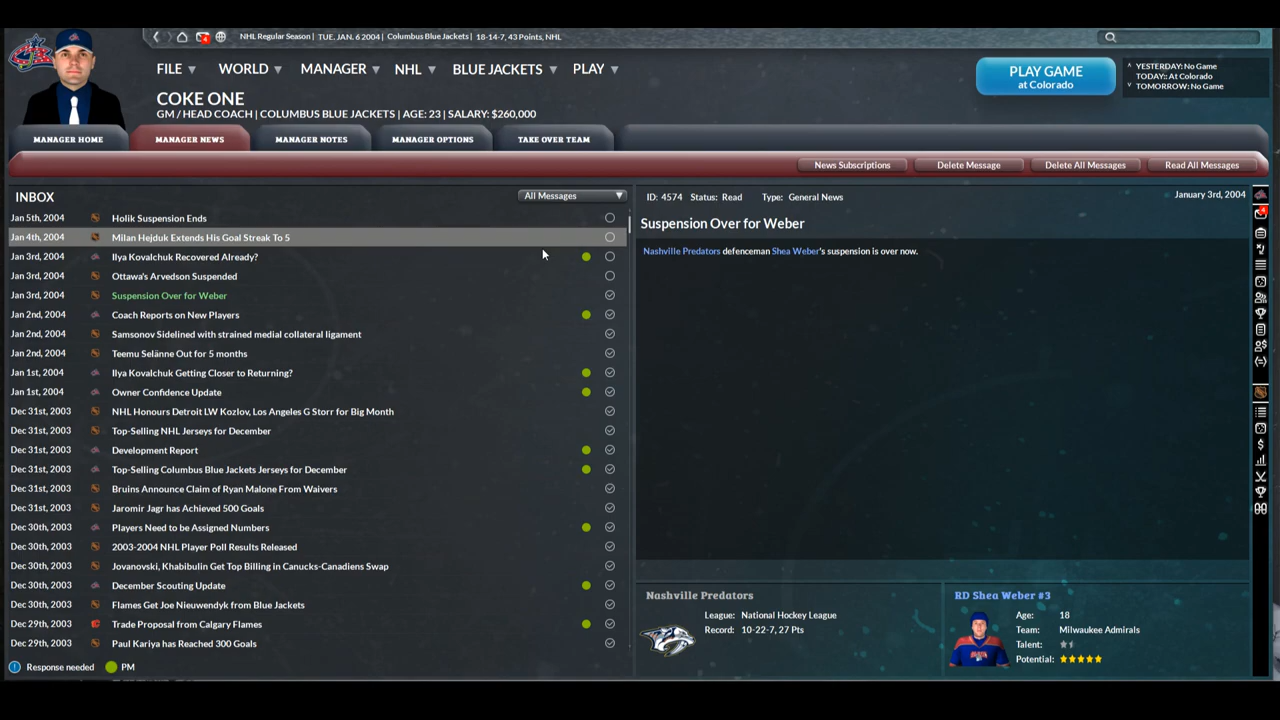 NHL Regular Season | TUE. JAN. 6 2004 | Columbus Blue Jackets | 18-14-7, 43 Points, NHL
FILE WORLD MANAGER NHL BLUE JACKETS PLAY
PLAY GAME
at Colorado
YESTERDAY: No Game
TODAY:: At Colorado
TOMORROW: No Game
COKE ONE
GM / HEAD COACH | COLUMBUS BLUE JACKETS | AGE: 23 | SALARY: $260,000
MANAGER HOME MANAGER NEWS MANAGER NOTES MANAGER OPTIONS TAKE OVER TEAM
News Subscriptions Delete Message Delete All Messages Read All Messages
INBOX All Messages
Jan 5th, 2004 Holik Suspension Ends
Jan 4th, 2004 Milan Hejduk Extends His Goal Streak To 5
Jan 3rd, 2004 Ilya Kovalchuk Recovered Already?
Jan 3rd, 2004 Ottawa's Arvedson Suspended
Jan 3rd, 2004 Suspension Over for Weber
Jan 2nd, 2004 Coach Reports on New Players
Jan 2nd, 2004 Samsonov Sidelined with strained medial collateral ligament
Jan 2nd, 2004 Teemu Selänne Out for 5 months
Jan 1st, 2004 Ilya Kovalchuk Getting Closer to Returning?
Jan 1st, 2004 Owner Confidence Update
Dec 31st, 2003 NHL Honours Detroit LW Kozlov, Los Angeles G Storr for Big Month
Dec 31st, 2003 Top-Selling NHL Jerseys for December
Dec 31st, 2003 Development Report
Dec 31st, 2003 Top-Selling Columbus Blue Jackets Jerseys for December
Dec 31st, 2003 Bruins Announce Claim of Ryan Malone From Waivers
Dec 31st, 2003 Jaromir Jagr has Achieved 500 Goals
Dec 30th, 2003 Players Need to be Assigned Numbers
Dec 30th, 2003 2003-2004 NHL Player Poll Results Released
Dec 30th, 2003 Jovanovski, Khabibulin Get Top Billing in Canucks-Canadiens Swap
Dec 30th, 2003 December Scouting Update
Dec 30th, 2003 Flames Get Joe Nieuwendyk from Blue Jackets
Dec 29th, 2003 Trade Proposal from Calgary Flames
Dec 29th, 2003 Paul Kariya has Reached 300 Goals
Response needed PM
ID: 4574 Status: Read Type: General News January 3rd, 2004
Suspension Over for Weber
Nashville Predators defenceman Shea Weber's suspension is over now.
Nashville Predators
League: National Hockey League
Record: 10-22-7, 27 Pts
RD Shea Weber #3
Age: 18
Team: Milwaukee Admirals
Talent:
Potential: